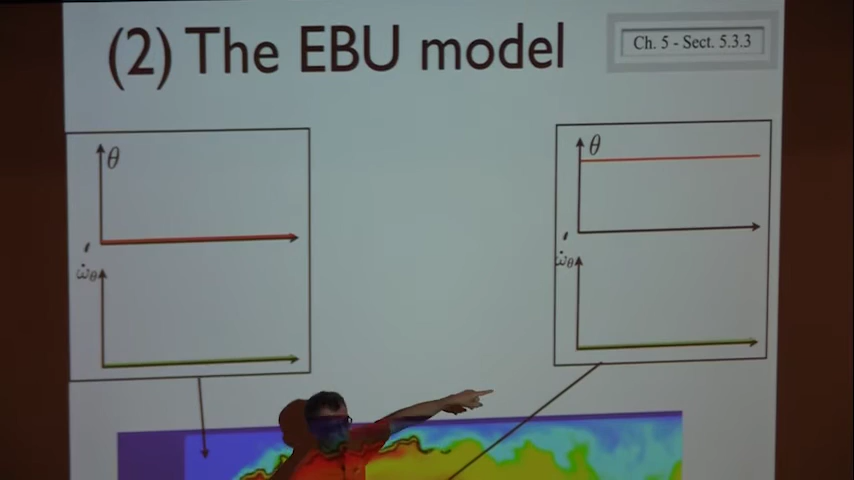 (2) The EBU model
Ch. 5 - Sect. 5.3.3
θ
ω̇θ
θ
ω̇θ